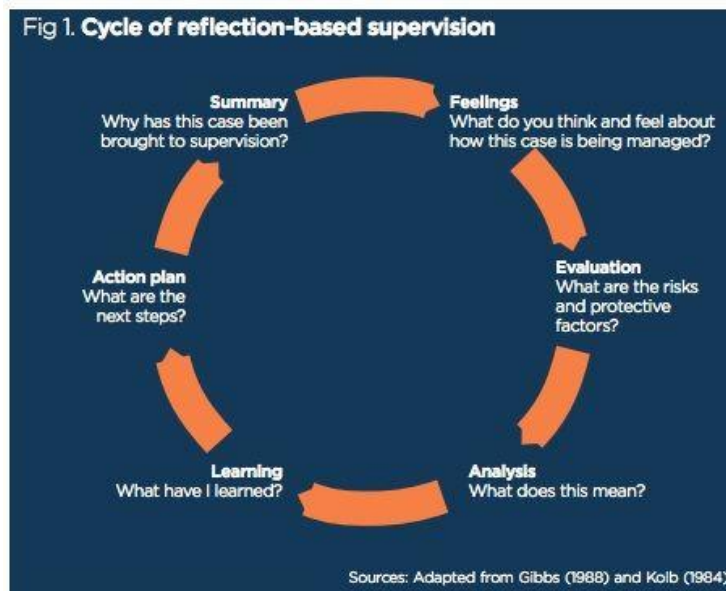 Fig 1. Cycle of reflection-based supervision
Summary
Why has this case been
brought to supervision?
Feelings
What do you think and feel about
how this case is being managed?
Evaluation
What are the risks
and protective
factors?
Analysis
What does this mean?
Learning
What have I learned?
Action plan
What are the
next steps?
Sources: Adapted from Gibbs (1988) and Kolb (1984)